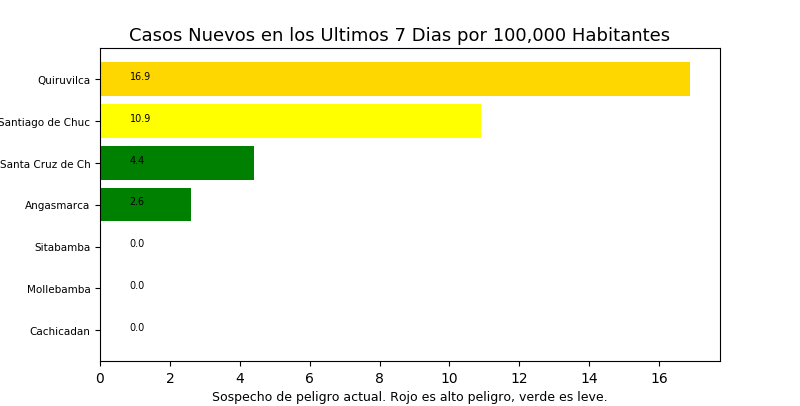 Casos Nuevos en los Ultimos 7 Dias por 100,000 Habitantes
Quiruvilca 16.9
Santiago de Chuc 10.9
Santa Cruz de Ch 4.4
Angasmarca 2.6
Sitabamba 0.0
Mollebamba 0.0
Cachicadan 0.0
0 2 4 6 8 10 12 14 16
Sospecho de peligro actual. Rojo es alto peligro, verde es leve.